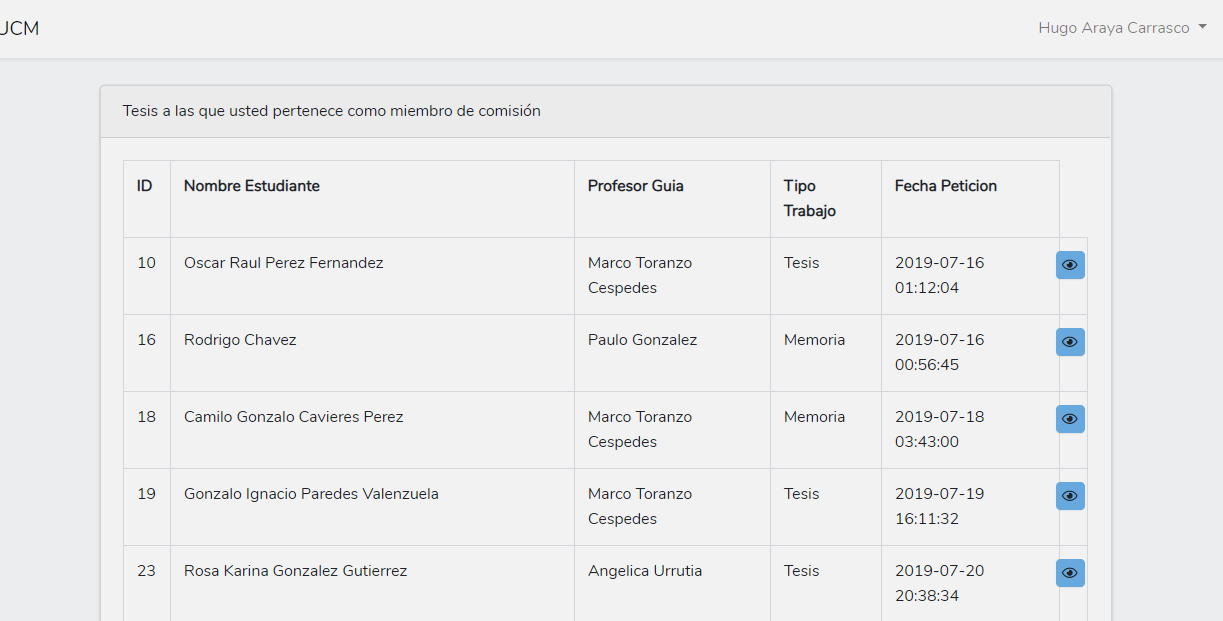 UCM
Hugo Araya Carrasco
Tesis a las que usted pertenece como miembro de comisión
ID Nombre Estudiante Profesor Guia Tipo Trabajo Fecha Peticion
10 Oscar Raul Perez Fernandez Marco Toranzo Cespedes Tesis 2019-07-16 01:12:04
16 Rodrigo Chavez Paulo Gonzalez Memoria 2019-07-16 00:56:45
18 Camilo Gonzalo Cavieres Perez Marco Toranzo Cespedes Memoria 2019-07-18 03:43:00
19 Gonzalo Ignacio Paredes Valenzuela Marco Toranzo Cespedes Tesis 2019-07-19 16:11:32
23 Rosa Karina Gonzalez Gutierrez Angelica Urrutia Tesis 2019-07-20 20:38:34